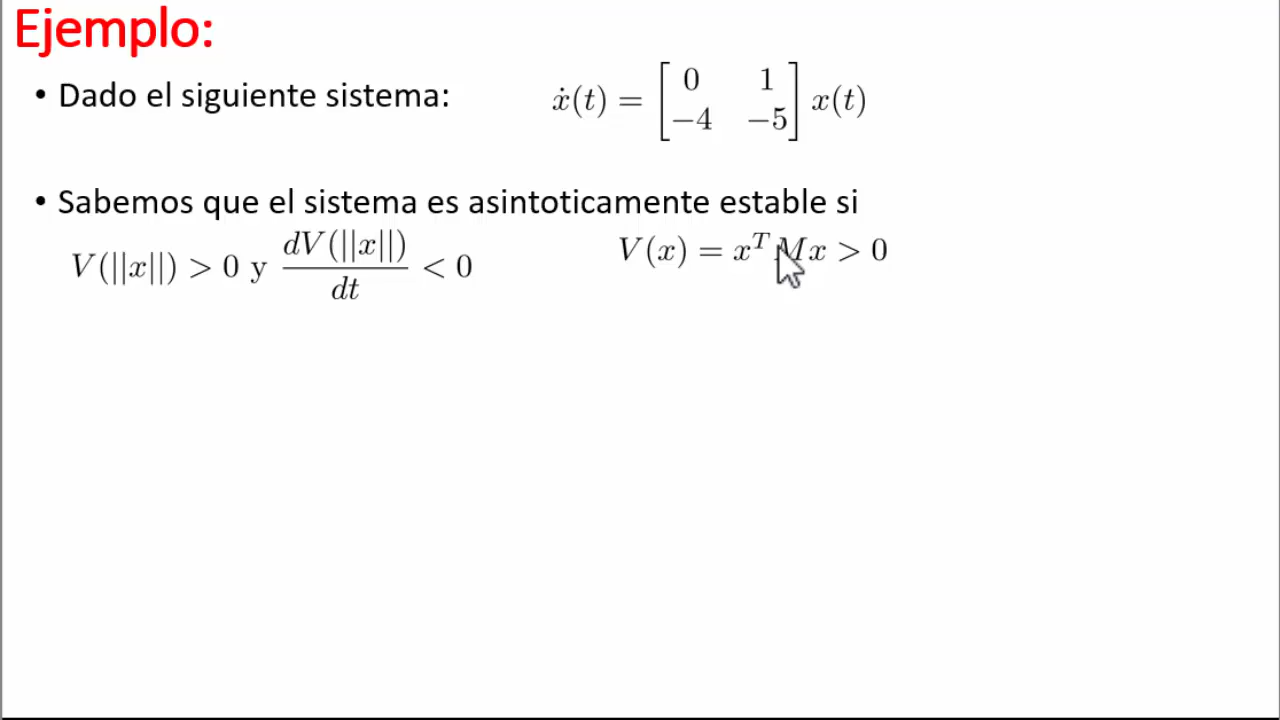 Ejemplo:
• Dado el siguiente sistema: ẋ(t) = [0 1; −4 −5] x(t)
• Sabemos que el sistema es asintoticamente estable si
V(||x||) > 0 y dV(||x||)/dt < 0
V(x) = x^T Mx > 0